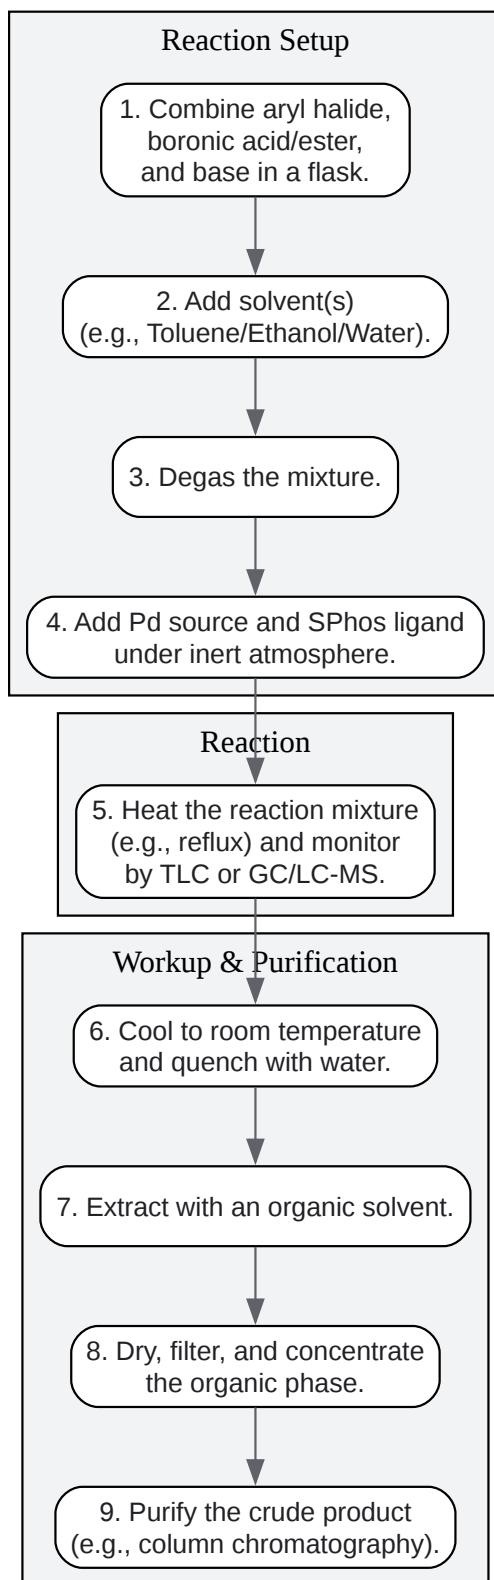 Reaction Setup
1. Combine aryl halide,
boronic acid/ester,
and base in a flask.
2. Add solvent(s)
(e.g., Toluene/Ethanol/Water).
3. Degas the mixture.
4. Add Pd source and SPhos ligand
under inert atmosphere.
Reaction
5. Heat the reaction mixture
(e.g., reflux) and monitor
by TLC or GC/LC-MS.
Workup & Purification
6. Cool to room temperature
and quench with water.
7. Extract with an organic solvent.
8. Dry, filter, and concentrate
the organic phase.
9. Purify the crude product
(e.g., column chromatography).